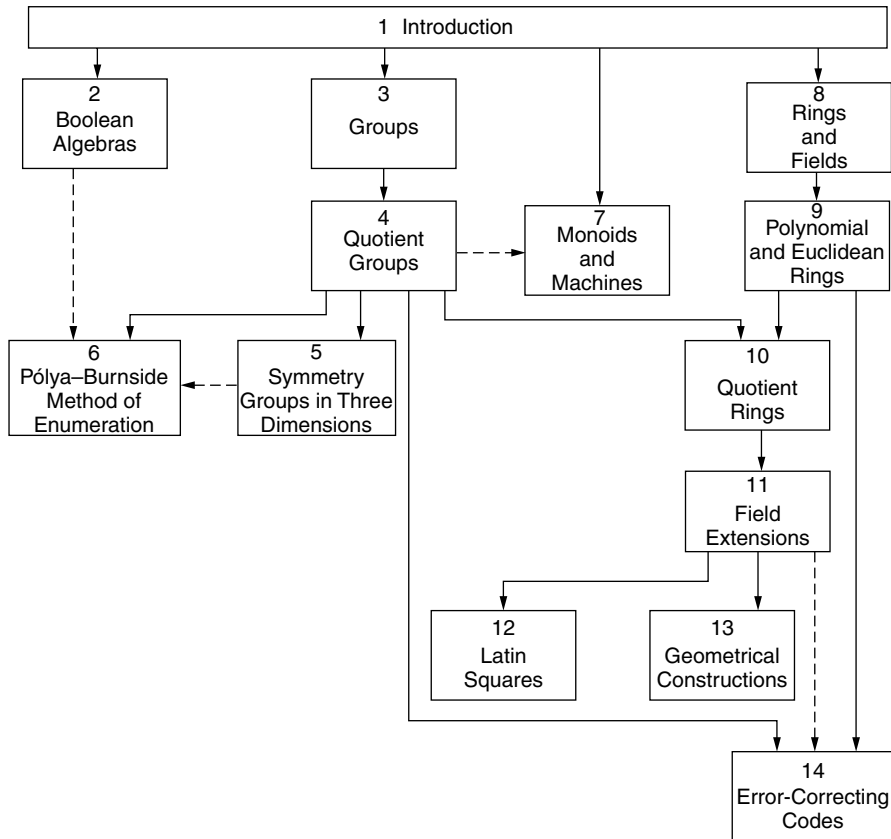 1 Introduction
2
Boolean
Algebras
3
Groups
8
Rings
and
Fields
4
Quotient
Groups
7
Monoids
and
Machines
9
Polynomial
and Euclidean
Rings
6
Pólya–Burnside
Method of
Enumeration
5
Symmetry
Groups in Three
Dimensions
10
Quotient
Rings
11
Field
Extensions
12
Latin
Squares
13
Geometrical
Constructions
14
Error-Correcting
Codes